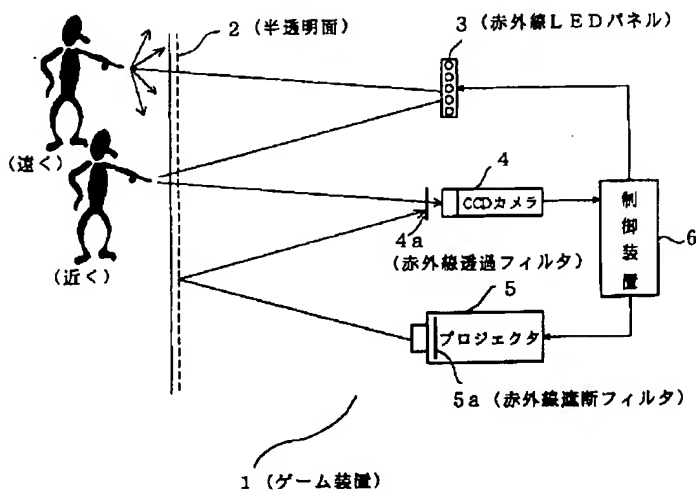 2 (半透明面)
3 (赤外線LEDパネル)
(遠く)
4
CCDカメラ
4a
(赤外線透過フィルタ)
制御装置
6
(近く)
5
プロジェクタ
5a (赤外線遮断フィルタ)
1 (ゲーム装置)